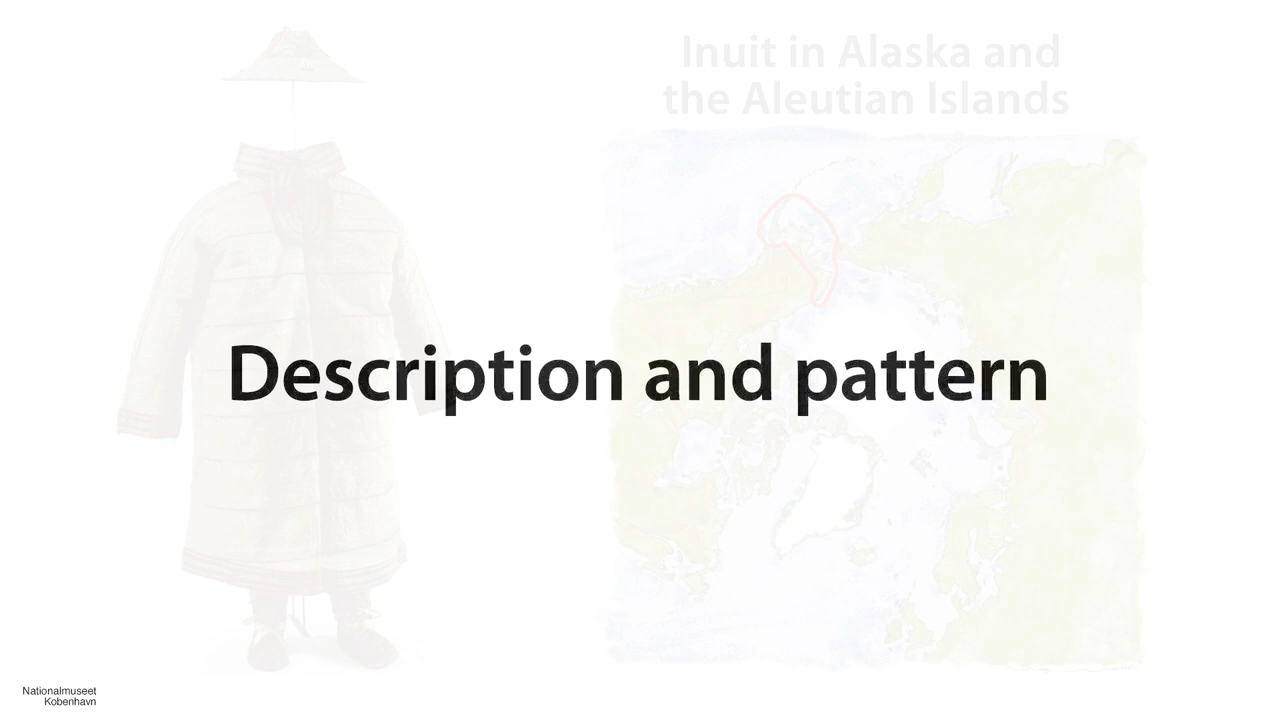 Inuit in Alaska and
the Aleutian Islands
Description and pattern
Nationalmuseet
Kobenhavn